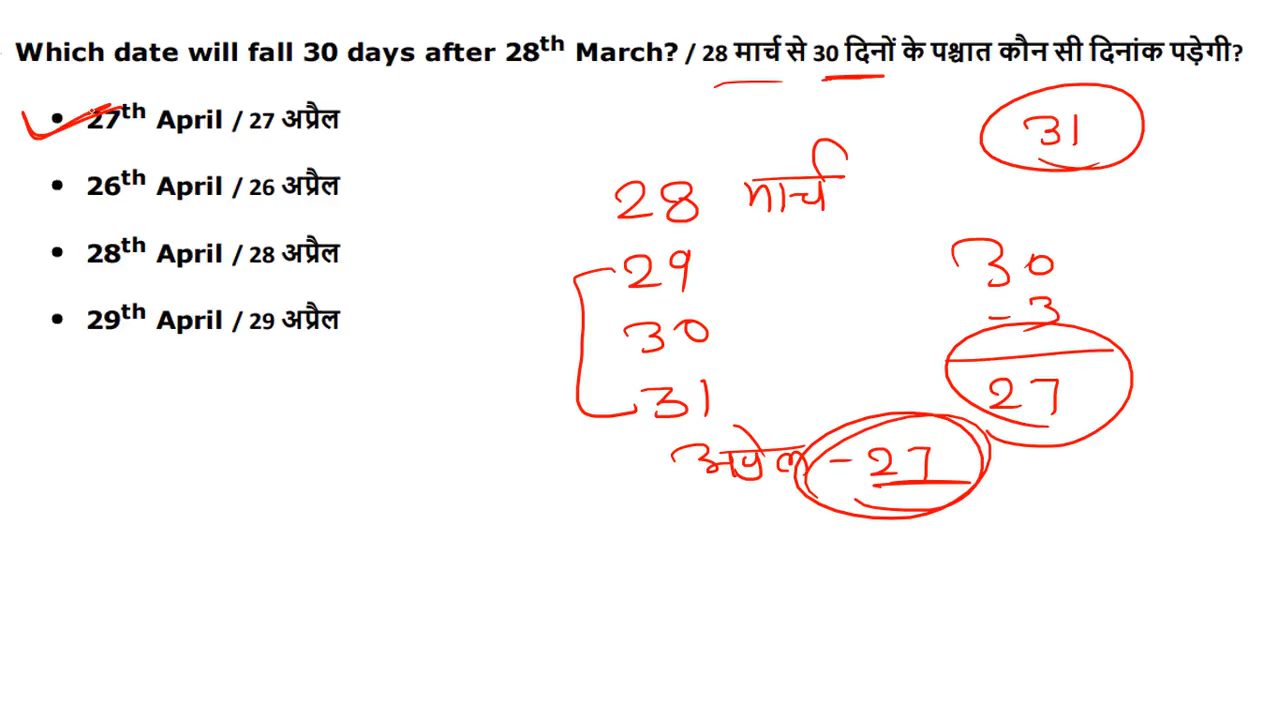 Which date will fall 30 days after 28th March? / 28 मार्च से 30 दिनों के पश्चात कौन सी दिनांक पड़ेगी?
• 27th April / 27 अप्रैल
• 26th April / 26 अप्रैल
• 28th April / 28 अप्रैल
• 29th April / 29 अप्रैल
31
28 मार्च
29
30
31
अप्रेल - 27
30
- 3
27